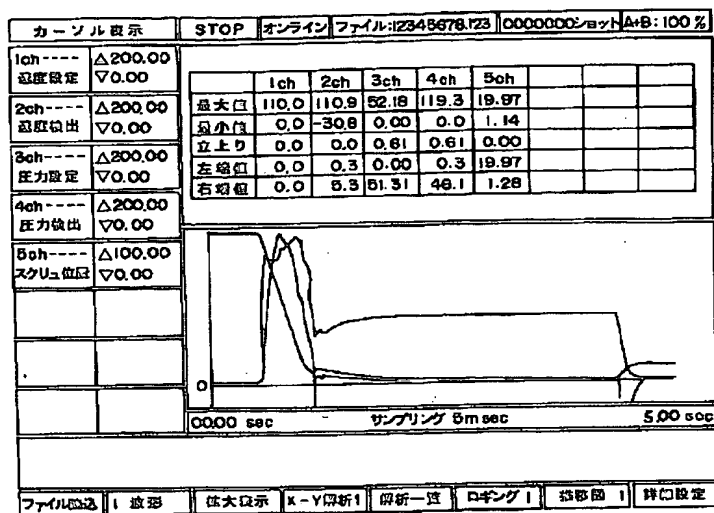 カーソル表示 STOP オンライン ファイル:12345678.123 0000000ショット A+B:100%
1ch---- △200.00
速度設定 ▽0.00
2ch---- △200.00
速度検出 ▽0.00
3ch---- △200.00
圧力設定 ▽0.00
4ch---- △200.00
圧力検出 ▽0.00
5ch---- △100.00
スクリュ位置 ▽0.00
1ch 2ch 3ch 4ch 5ch
最大値 110.0 110.9 52.18 119.3 19.97
最小値 0.0 -30.8 0.00 0.0 1.14
立上り 0.0 0.0 0.61 0.61 0.00
左端値 0.0 0.3 0.00 0.3 19.97
右端値 0.0 5.3 51.31 46.1 1.28
0
00.00 sec サンプリング 5msec 5.00 sec
ファイル読込 1 波形 拡大表示 X-Y解析1 解析一覧 ロギング1 1 詳細設定